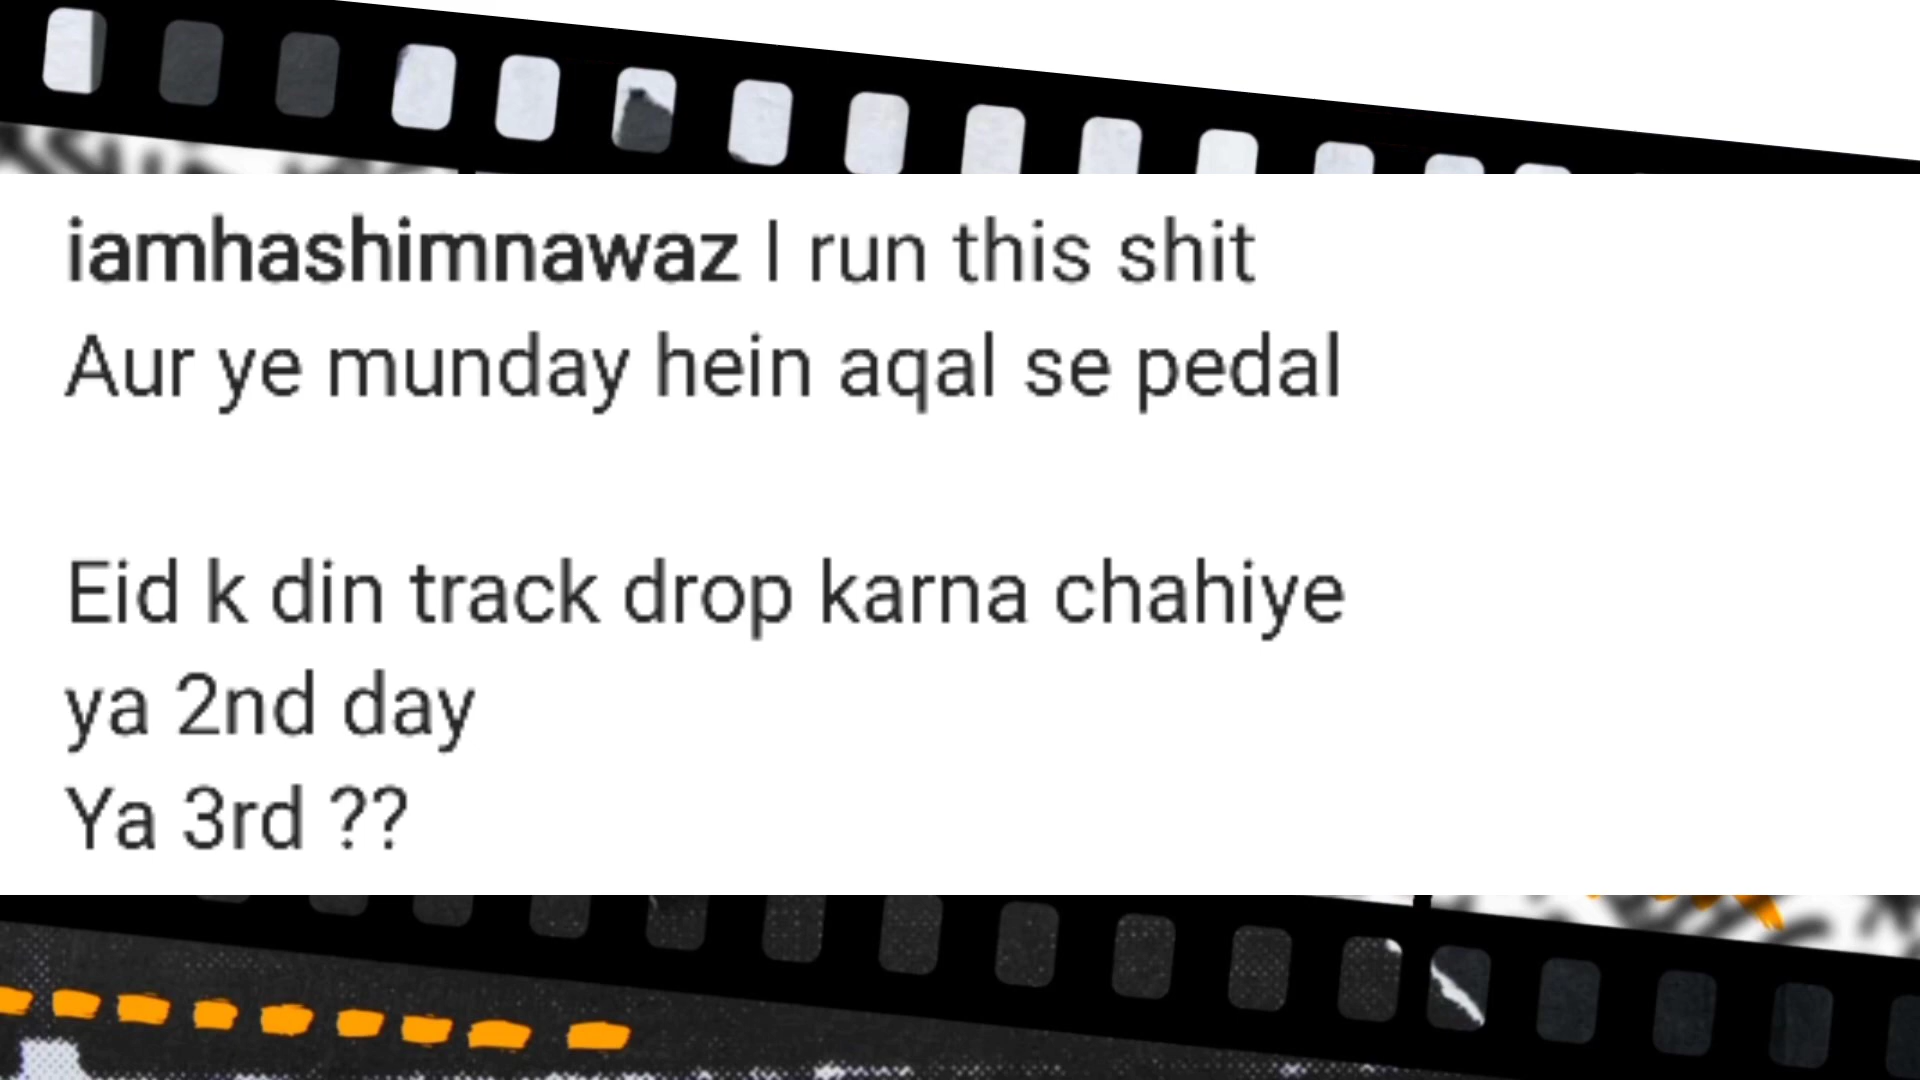 iamhashimnawaz I run this shit
Aur ye munday hein aqal se pedal
Eid k din track drop karna chahiye
ya 2nd day
Ya 3rd ??